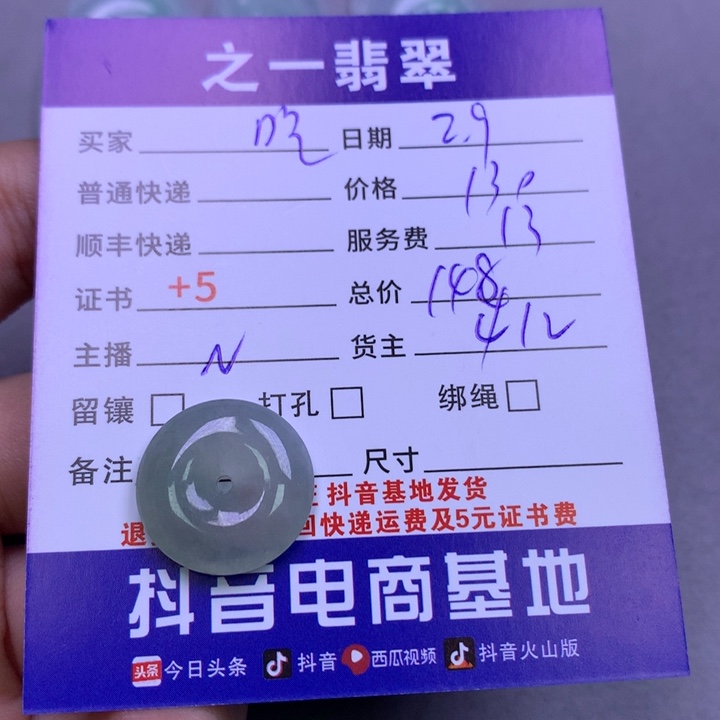 之一翡翠
买家 日期 2.9
普通快递 价格 130
顺丰快递 服务费 13
证书 +5 总价 148
主播 N 货主 412
留镶 打孔 绑绳
备注 尺寸
抖音基地发货
退 回快递运费及5元证书费
抖音电商基地
头条 今日头条 抖音 西瓜视频 抖音火山版